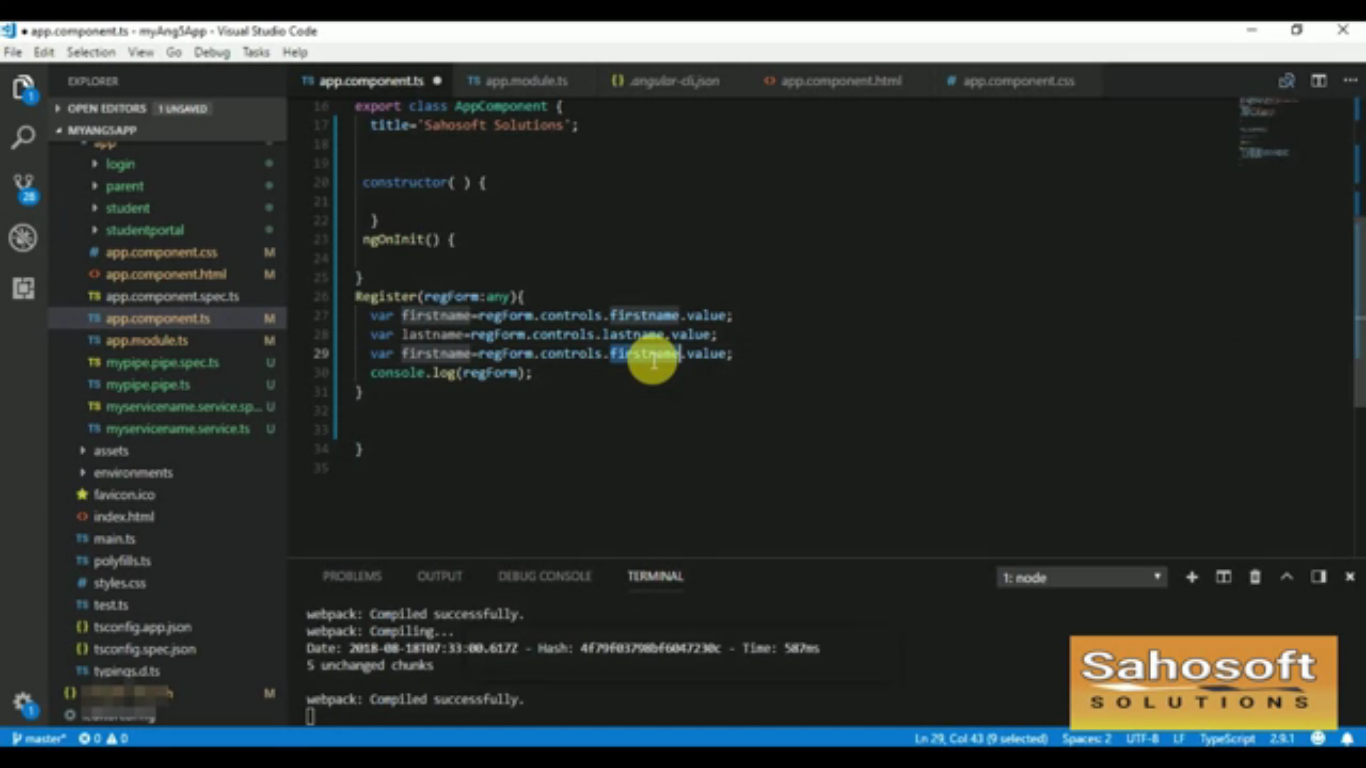 app.component.ts - myAng5App - Visual Studio Code
File Edit Selection View Go Debug Tasks Help
EXPLORER
OPEN EDITORS 1 UNSAVED
MYANG5APP
app
login
parent
student
studentportal
app.component.css M
app.component.html M
app.component.spec.ts
app.component.ts M
app.module.ts M
mypipe.pipe.spec.ts U
mypipe.pipe.ts U
myservicename.service.sp... U
myservicename.service.ts U
assets
environments
favicon.ico
index.html
main.ts
polyfills.ts
styles.css
test.ts
tsconfig.app.json
tsconfig.spec.json
typings.d.ts
M
app.component.ts app.module.ts .angular-cli.json app.component.html app.component.css
16 export class AppComponent {
17 title='Sahosoft Solutions';
18
19
20 constructor( ) {
21
22 }
23 ngOnInit() {
24
25 }
26 Register(regForm:any){
27 var firstname=regForm.controls.firstname.value;
28 var lastname=regForm.controls.lastname.value;
29 var firstname=regForm.controls.firstname.value;
30 console.log(regForm);
31 }
32
33
34 }
35
PROBLEMS OUTPUT DEBUG CONSOLE TERMINAL 1: node
webpack: Compiled successfully.
webpack: Compiling...
Date: 2018-08-18T07:33:00.617Z - Hash: 4f79f03798bf6047230c - Time: 587ms
5 unchanged chunks
webpack: Compiled successfully.
Sahosoft
SOLUTIONS
master* 0 0 Ln 29, Col 43 (9 selected) Spaces: 2 UTF-8 LF TypeScript 2.9.1